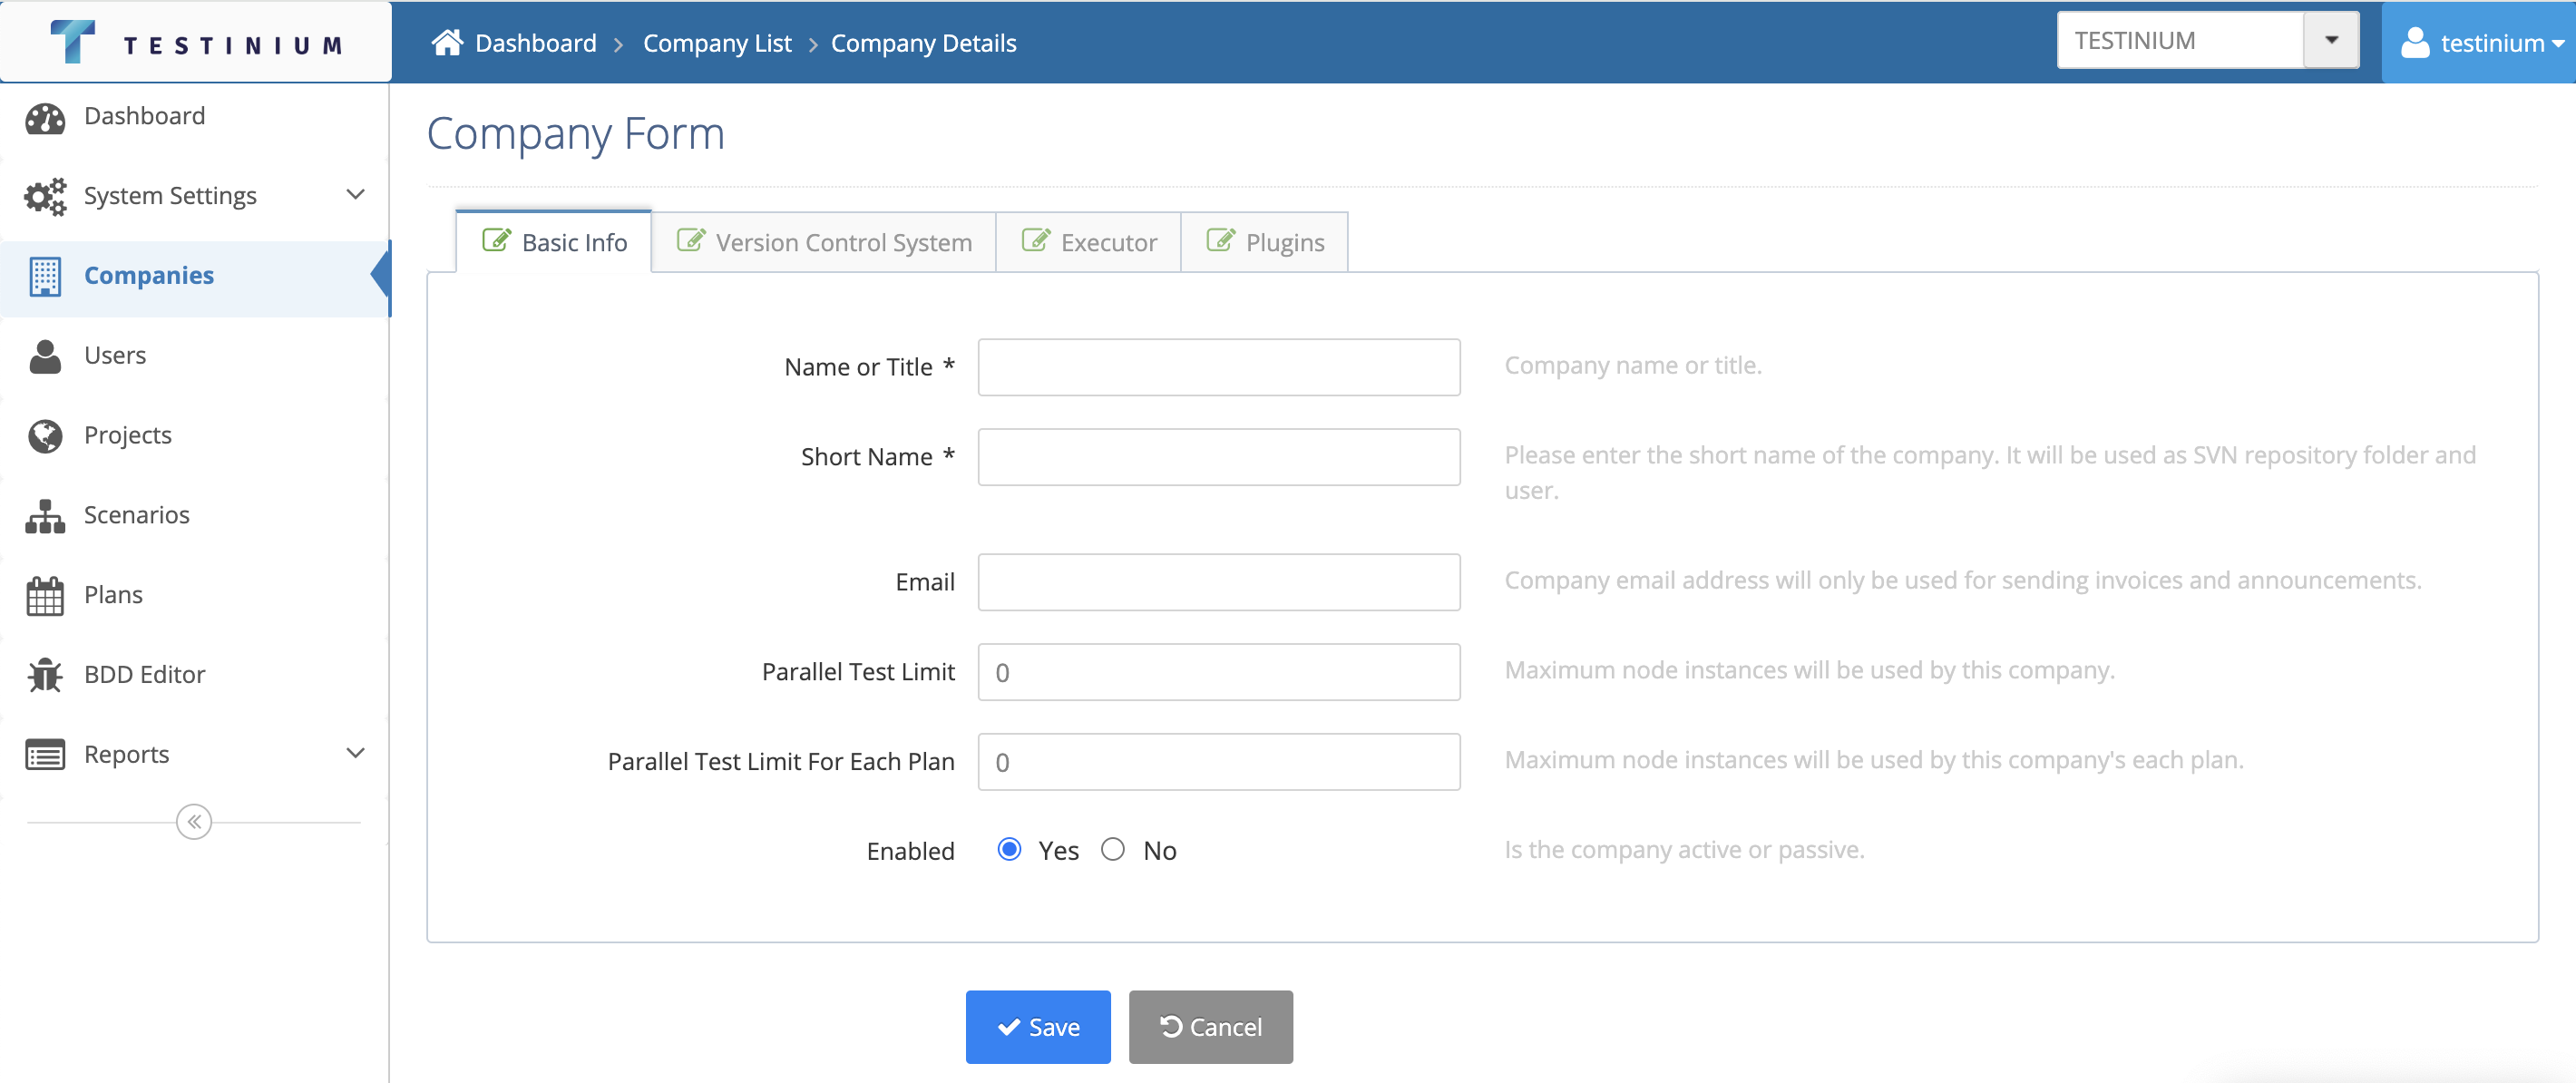 TESTINIUM
Dashboard > Company List > Company Details
TESTINIUM
testinium
Dashboard
System Settings
Companies
Users
Projects
Scenarios
Plans
BDD Editor
Reports
Company Form
Basic Info
Version Control System
Executor
Plugins
Name or Title *
Company name or title.
Short Name *
Please enter the short name of the company. It will be used as SVN repository folder and
user.
Email
Company email address will only be used for sending invoices and announcements.
Parallel Test Limit
0
Maximum node instances will be used by this company.
Parallel Test Limit For Each Plan
0
Maximum node instances will be used by this company's each plan.
Enabled
Yes
No
Is the company active or passive.
Save
Cancel